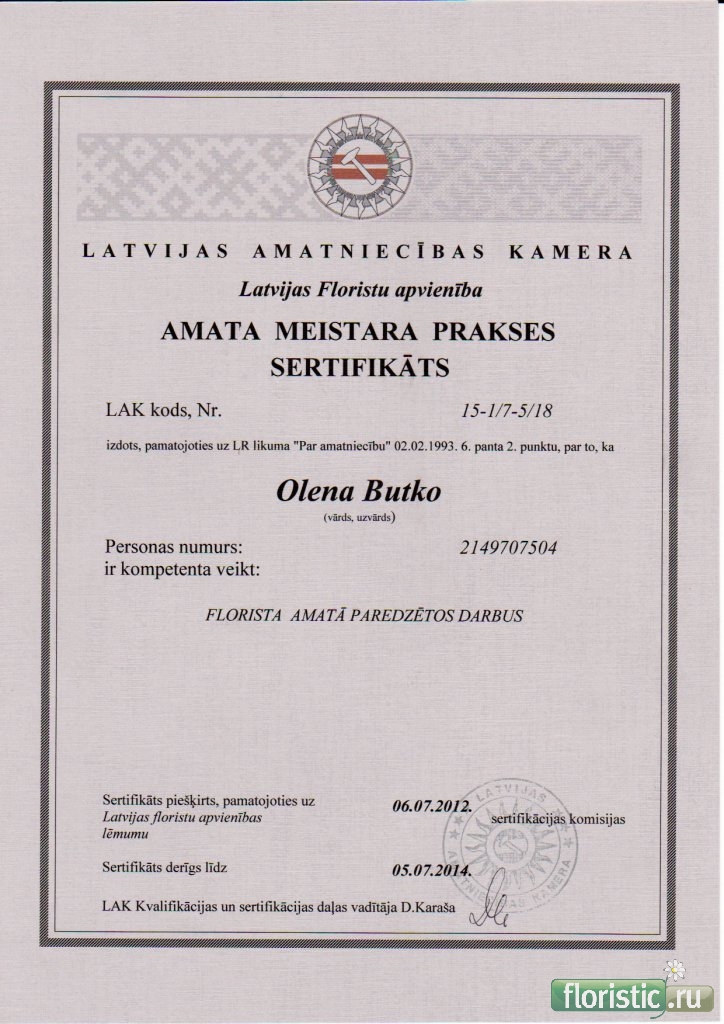 LATVIJAS AMATNIECĪBAS KAMERA
Latvijas Floristu apvienība
AMATA MEISTARA PRAKSES
SERTIFIKĀTS
LAK kods, Nr. 15-1/7-5/18
izdots, pamatojoties uz LR likuma "Par amatniecību" 02.02.1993. 6. panta 2. punktu, par to, ka
Olena Butko
(vārds, uzvārds)
Personas numurs: 2149707504
ir kompetenta veikt:
FLORISTA AMATĀ PAREDZĒTOS DARBUS
Sertifikāts piešķirts, pamatojoties uz 06.07.2012.
Latvijas floristu apvienības sertifikācijas komisijas
lēmumu
Sertifikāts derīgs līdz 05.07.2014.
LAK Kvalifikācijas un sertifikācijas daļas vadītāja D.Karaša
LATVIJAS
AMATNIECĪBAS KAMERA
floristic.ru